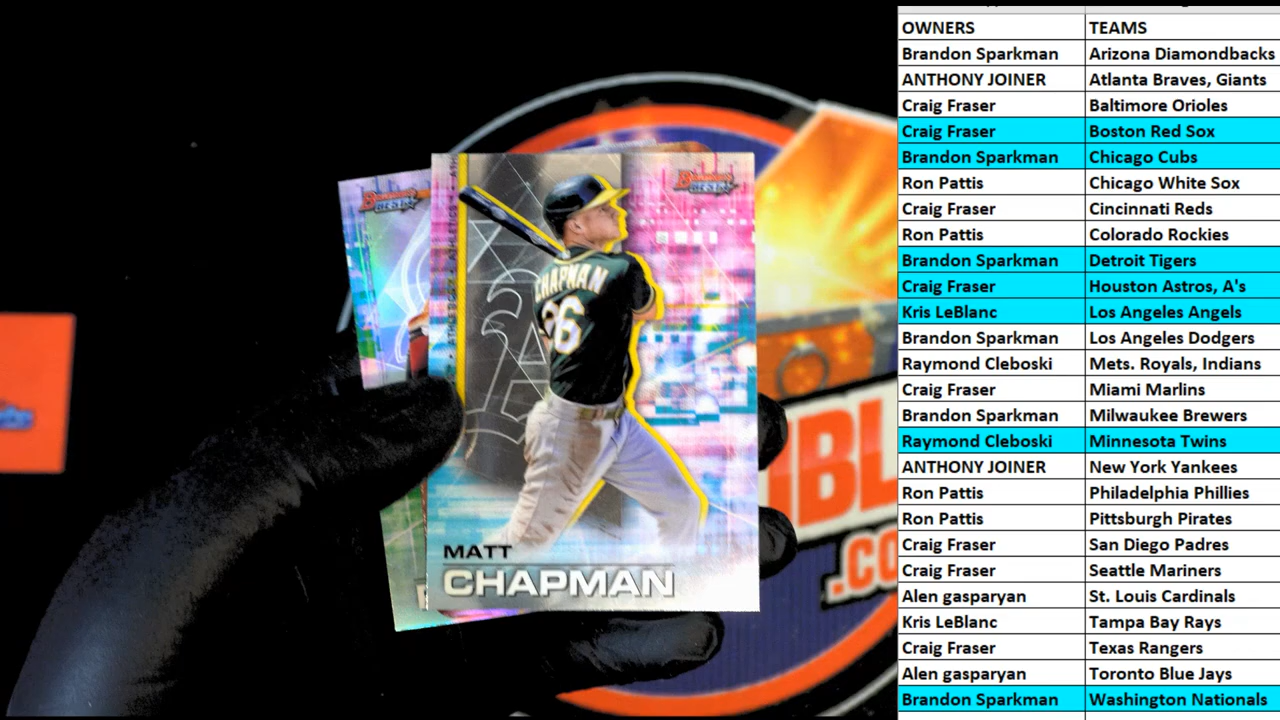 OWNERS TEAMS
Brandon Sparkman Arizona Diamondbacks
ANTHONY JOINER Atlanta Braves, Giants
Craig Fraser Baltimore Orioles
Craig Fraser Boston Red Sox
Brandon Sparkman Chicago Cubs
Ron Pattis Chicago White Sox
Craig Fraser Cincinnati Reds
Ron Pattis Colorado Rockies
Brandon Sparkman Detroit Tigers
Craig Fraser Houston Astros, A's
Kris LeBlanc Los Angeles Angels
Brandon Sparkman Los Angeles Dodgers
Raymond Cleboski Mets. Royals, Indians
Craig Fraser Miami Marlins
Brandon Sparkman Milwaukee Brewers
Raymond Cleboski Minnesota Twins
ANTHONY JOINER New York Yankees
Ron Pattis Philadelphia Phillies
Ron Pattis Pittsburgh Pirates
Craig Fraser San Diego Padres
Craig Fraser Seattle Mariners
Alen gasparyan St. Louis Cardinals
Kris LeBlanc Tampa Bay Rays
Craig Fraser Texas Rangers
Alen gasparyan Toronto Blue Jays
Brandon Sparkman Washington Nationals
Bowman's
BEST
CHAPMAN
26
MATT
CHAPMAN
IBL
.CO